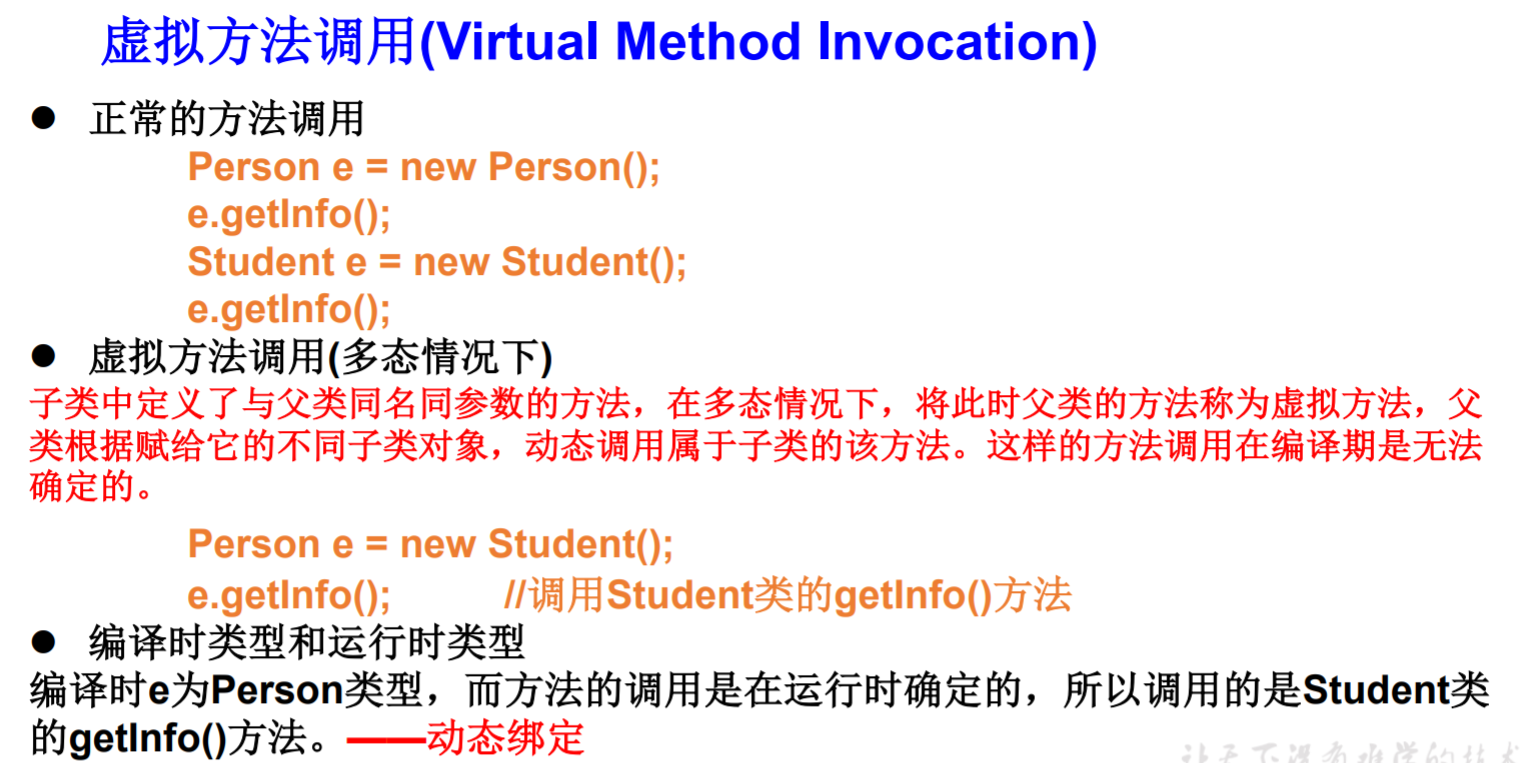 虚拟方法调用(Virtual Method Invocation)
● 正常的方法调用
Person e = new Person();
e.getInfo();
Student e = new Student();
e.getInfo();
● 虚拟方法调用(多态情况下)
子类中定义了与父类同名同参数的方法，在多态情况下，将此时父类的方法称为虚拟方法，父
类根据赋给它的不同子类对象，动态调用属于子类的该方法。这样的方法调用在编译期是无法
确定的。
Person e = new Student();
e.getInfo(); //调用Student类的getInfo()方法
● 编译时类型和运行时类型
编译时e为Person类型，而方法的调用是在运行时确定的，所以调用的是Student类
的getInfo()方法。——动态绑定
让天下没有难学的技术